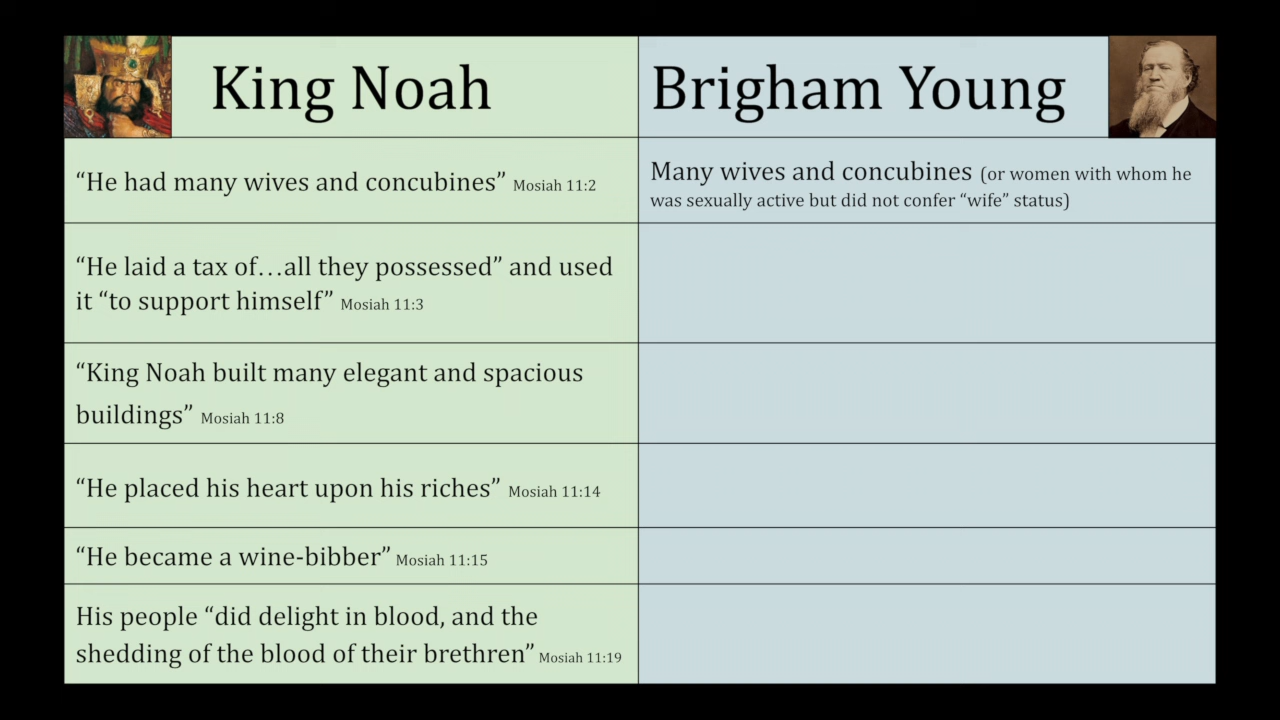 King Noah
Brigham Young
“He had many wives and concubines” Mosiah 11:2
Many wives and concubines (or women with whom he
was sexually active but did not confer “wife” status)
“He laid a tax of…all they possessed” and used
it “to support himself” Mosiah 11:3
“King Noah built many elegant and spacious
buildings” Mosiah 11:8
“He placed his heart upon his riches” Mosiah 11:14
“He became a wine-bibber” Mosiah 11:15
His people “did delight in blood, and the
shedding of the blood of their brethren” Mosiah 11:19